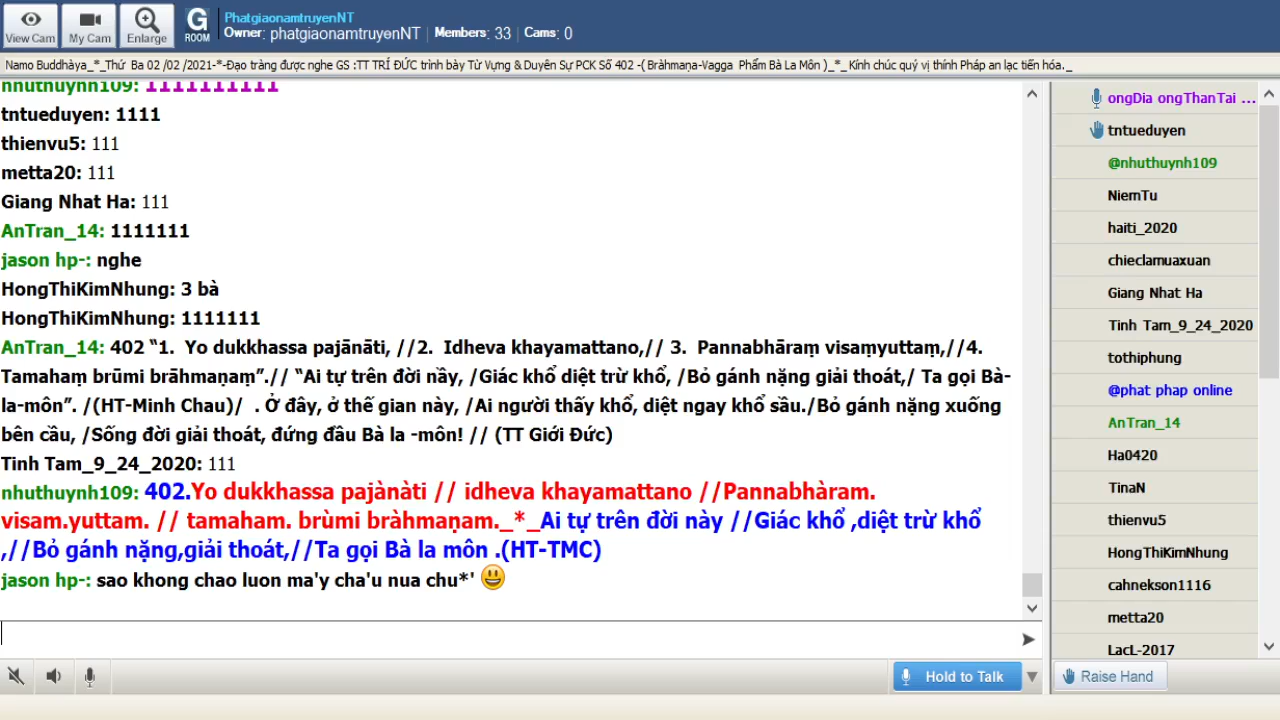 View Cam
My Cam
Enlarge
G
ROOM
PhatgiaonamtruyenNT
Owner: phatgiaonamtruyenNT | Members: 33 | Cams: 0
Namo Buddhàya_*_Thứ Ba 02 /02 /2021-*-Đạo tràng được nghe GS :TT TRÍ ĐỨC trình bày Từ Vựng & Duyên Sự PCK Số 402 -( Bràhmaṇa-Vagga Phẩm Bà La Môn )_*_ Kính chúc quý vị thính Pháp an lạc tiến hóa._
nhuthuynh109: 1111111111
tntueduyen: 1111
thienvu5: 111
metta20: 111
Giang Nhat Ha: 111
AnTran_14: 1111111
jason hp-: nghe
HongThiKimNhung: 3 bà
HongThiKimNhung: 1111111
AnTran_14: 402 “1. Yo dukkhassa pajānāti, //2. Idheva khayamattano,// 3. Pannabhāraṃ visaṃyuttaṃ,//4.
Tamahaṃ brūmi brāhmaṇaṃ”.// “Ai tự trên đời nầy, /Giác khổ diệt trừ khổ, /Bỏ gánh nặng giải thoát,/ Ta gọi Bà-
la-môn”. /(HT-Minh Chau)/ . Ở đây, ở thế gian này, /Ai người thấy khổ, diệt ngay khổ sầu./Bỏ gánh nặng xuống
bên cầu, /Sống đời giải thoát, đứng đầu Bà la -môn! // (TT Giới Đức)
Tinh Tam_9_24_2020: 111
nhuthuynh109: 402.Yo dukkhassa pajànàti // idheva khayamattano //Pannabhàram.
visam.yuttam. // tamaham. brùmi bràhmaṇam._*_Ai tự trên đời này //Giác khổ ,diệt trừ khổ
,//Bỏ gánh nặng,giải thoát,//Ta gọi Bà la môn .(HT-TMC)
jason hp-: sao khong chao luon ma'y cha'u nua chu*'
Hold to Talk
ongDia ongThanTai ...
tntueduyen
@nhuthuynh109
NiemTu
haiti_2020
chieclamuaxuan
Giang Nhat Ha
Tinh Tam_9_24_2020
tothiphung
@phat phap online
AnTran_14
Ha0420
TinaN
thienvu5
HongThiKimNhung
cahnekson1116
metta20
LacL-2017
Raise Hand